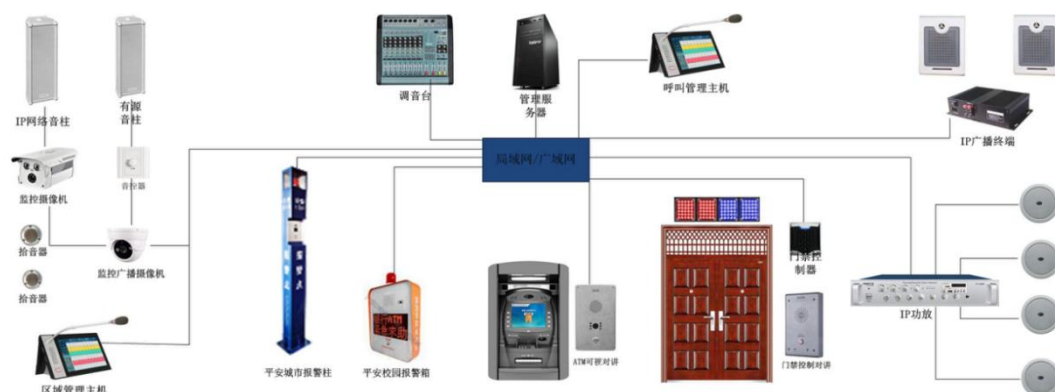 调音台
管理服
务器
呼叫管理主机
IP网络音柱
有源
音柱
IP广播终端
局域网/广域网
监控摄像机
音控器
拾音器
监控广播摄像机
拾音器
门禁控
制器
IP功放
区域管理主机
平安城市报警柱
平安校园报警箱
ATM可视对讲
门禁控制对讲